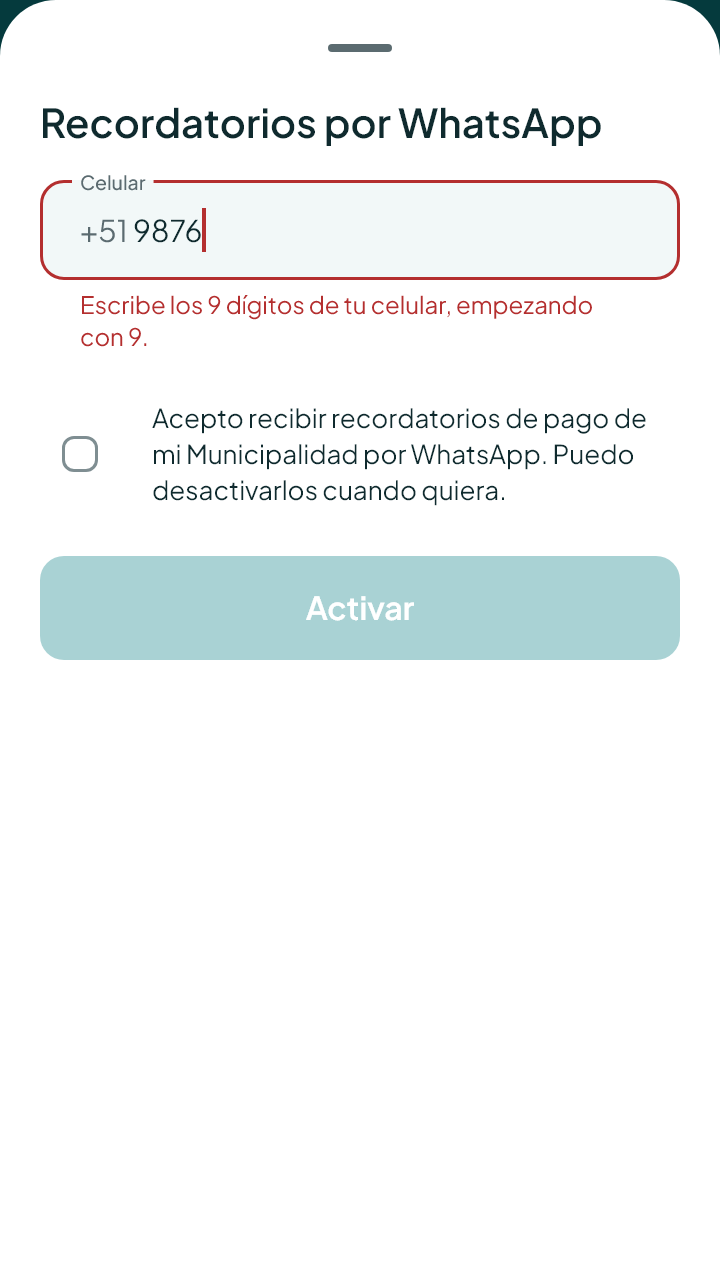 Recordatorios por WhatsApp
Celular
+51 9876
Escribe los 9 dígitos de tu celular, empezando
con 9.
Acepto recibir recordatorios de pago de
mi Municipalidad por WhatsApp. Puedo
desactivarlos cuando quiera.
Activar